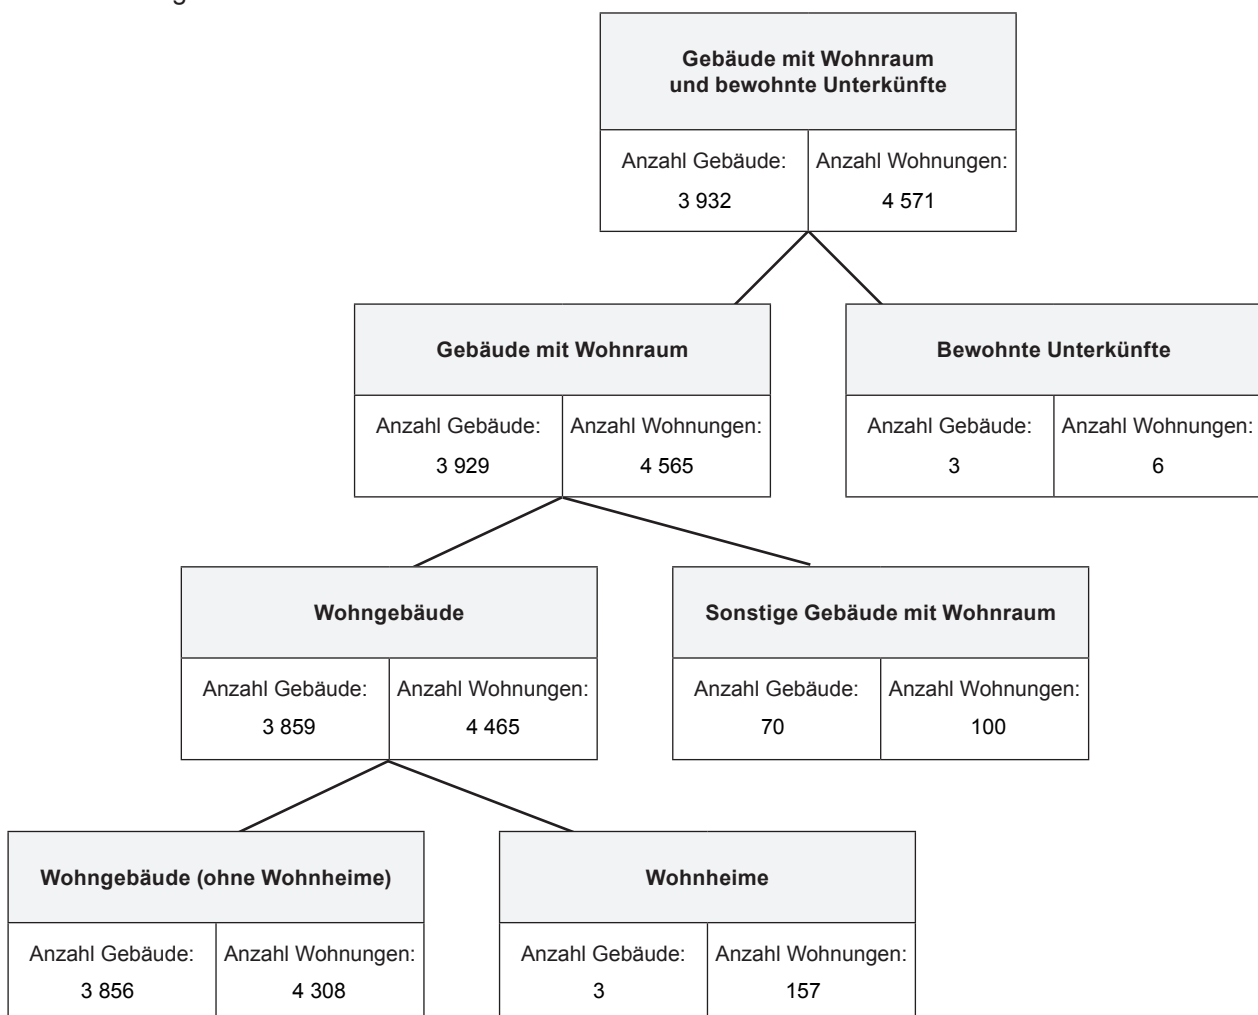 Gebäude mit Wohnraum
und bewohnte Unterkünfte
Anzahl Gebäude: Anzahl Wohnungen:
3 932 4 571
Gebäude mit Wohnraum Bewohnte Unterkünfte
Anzahl Gebäude: Anzahl Wohnungen: Anzahl Gebäude: Anzahl Wohnungen:
3 929 4 565 3 6
Wohngebäude Sonstige Gebäude mit Wohnraum
Anzahl Gebäude: Anzahl Wohnungen: Anzahl Gebäude: Anzahl Wohnungen:
3 859 4 465 70 100
Wohngebäude (ohne Wohnheime) Wohnheime
Anzahl Gebäude: Anzahl Wohnungen: Anzahl Gebäude: Anzahl Wohnungen:
3 856 4 308 3 157